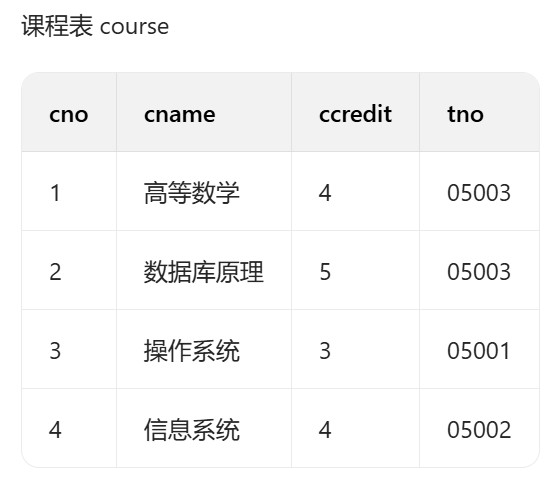 课程表 course
cno cname ccredit tno
1 高等数学 4 05003
2 数据库原理 5 05003
3 操作系统 3 05001
4 信息系统 4 05002